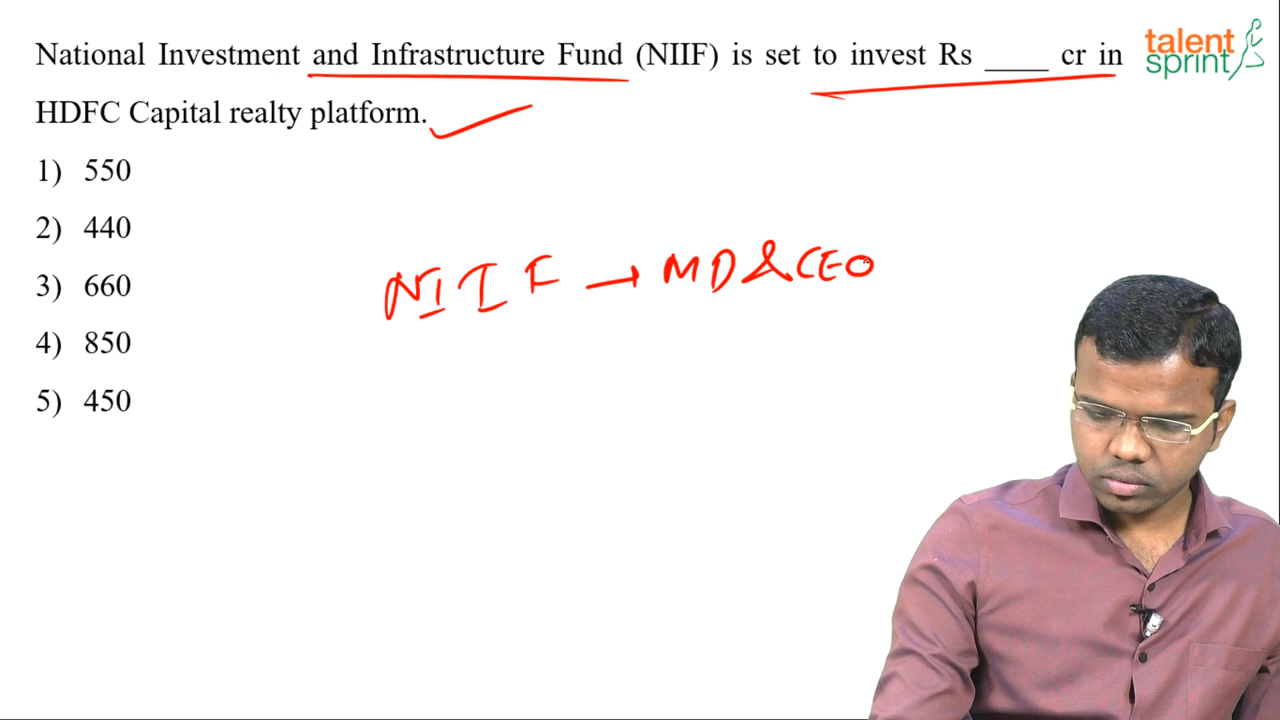 National Investment and Infrastructure Fund (NIIF) is set to invest Rs ____ cr in
HDFC Capital realty platform.
talent
sprint
1) 550
2) 440
3) 660
4) 850
5) 450
NIIF → MD & CEO